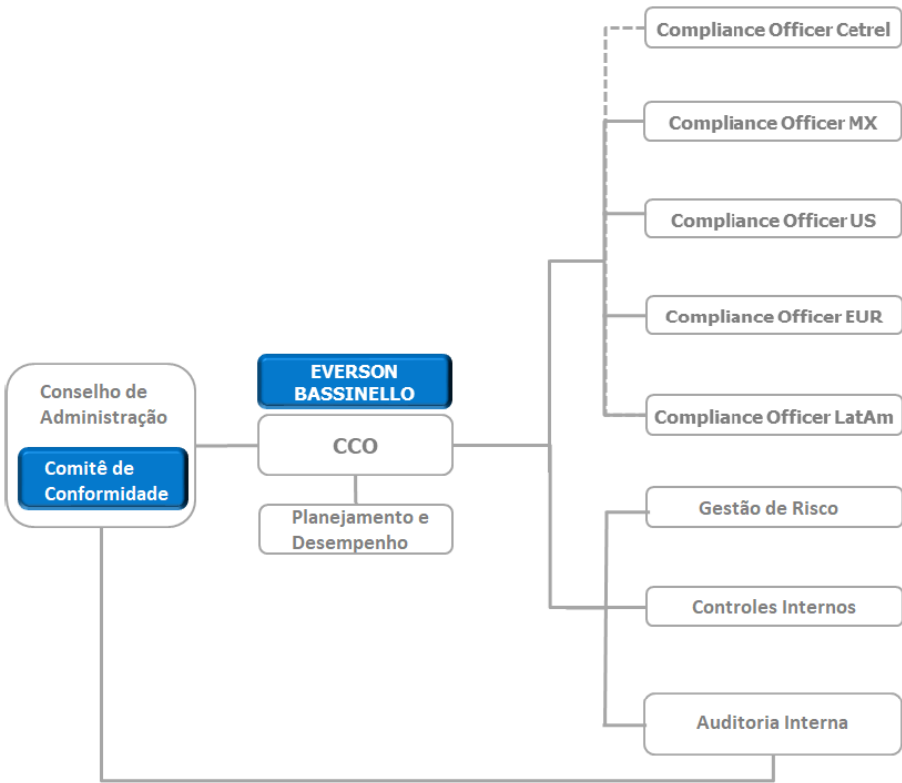 Compliance Officer Cetrel
Compliance Officer MX
Compliance Officer US
Compliance Officer EUR
Compliance Officer LatAm
EVERSON
BASSINELLO
CCO
Planejamento e
Desempenho
Conselho de
Administração
Comitê de
Conformidade
Gestão de Risco
Controles Internos
Auditoria Interna